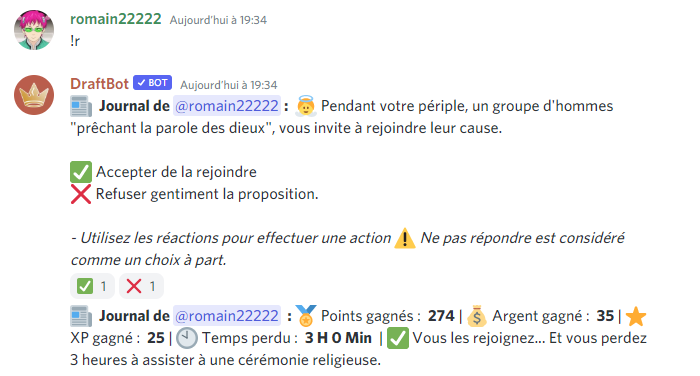 romain22222 Aujourd'hui à 19:34
!r
DraftBot ✓ BOT Aujourd'hui à 19:34
Journal de @romain22222 : Pendant votre périple, un groupe d'hommes
"prêchant la parole des dieux", vous invite à rejoindre leur cause.
Accepter de la rejoindre
Refuser gentiment la proposition.
- Utilisez les réactions pour effectuer une action ⚠️ Ne pas répondre est considéré
comme un choix à part.
✅ 1 ❌ 1
Journal de @romain22222 : Points gagnés : 274 | Argent gagné : 35 |
XP gagné : 25 | Temps perdu : 3 H 0 Min | Vous les rejoignez... Et vous perdez
3 heures à assister à une cérémonie religieuse.